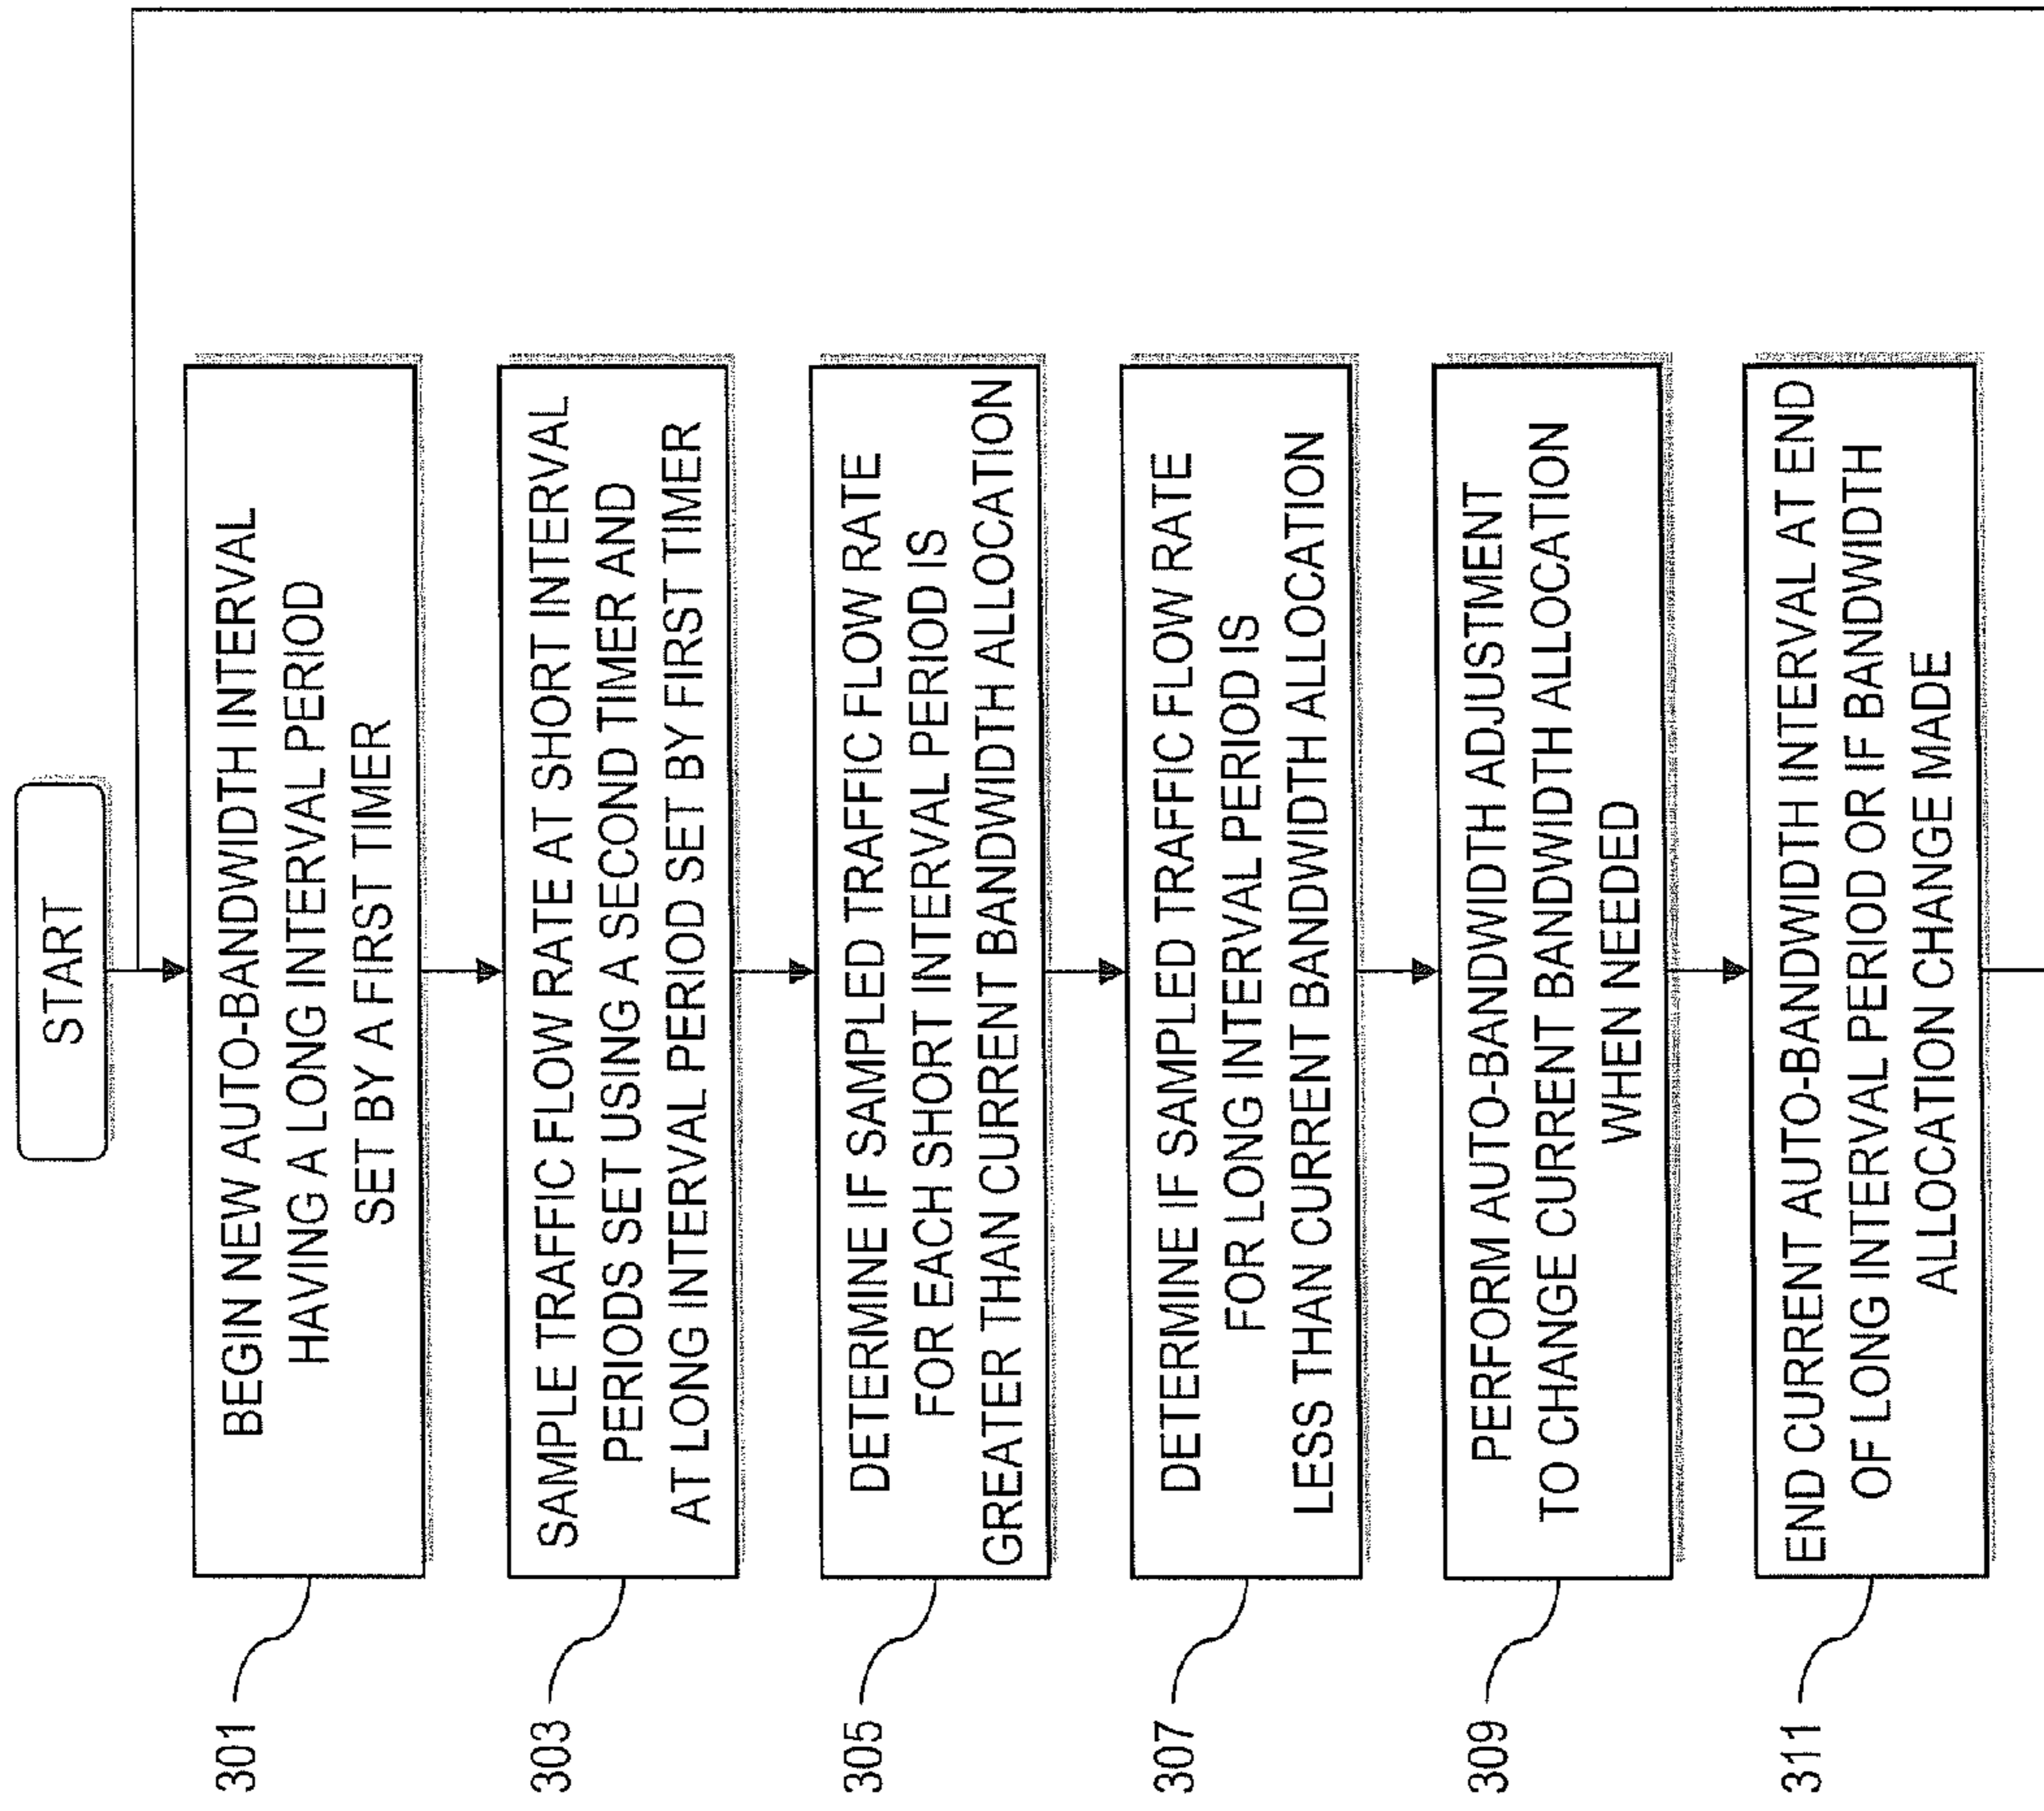 START
301
BEGIN NEW AUTO-BANDWIDTH INTERVAL
HAVING A LONG INTERVAL PERIOD
SET BY A FIRST TIMER
303
SAMPLE TRAFFIC FLOW RATE AT SHORT INTERVAL
PERIODS SET USING A SECOND TIMER AND
AT LONG INTERVAL PERIOD SET BY FIRST TIMER
305
DETERMINE IF SAMPLED TRAFFIC FLOW RATE
FOR EACH SHORT INTERVAL PERIOD IS
GREATER THAN CURRENT BANDWIDTH ALLOCATION
307
DETERMINE IF SAMPLED TRAFFIC FLOW RATE
FOR LONG INTERVAL PERIOD IS
LESS THAN CURRENT BANDWIDTH ALLOCATION
309
PERFORM AUTO-BANDWIDTH ADJUSTMENT
TO CHANGE CURRENT BANDWIDTH ALLOCATION
WHEN NEEDED
311
END CURRENT AUTO-BANDWIDTH INTERVAL AT END
OF LONG INTERVAL PERIOD OR IF BANDWIDTH
ALLOCATION CHANGE MADE